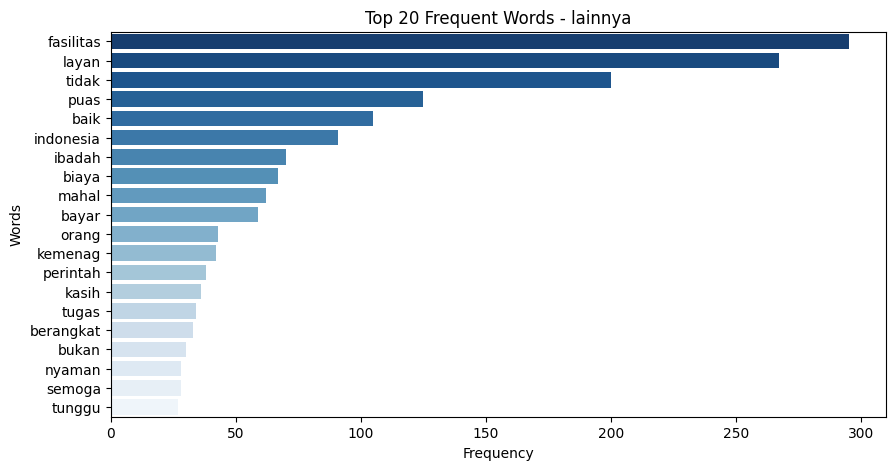 Top 20 Frequent Words - lainnya
Words
fasilitas
layan
tidak
puas
baik
indonesia
ibadah
biaya
mahal
bayar
orang
kemenag
perintah
kasih
tugas
berangkat
bukan
nyaman
semoga
tunggu
0 50 100 150 200 250 300
Frequency